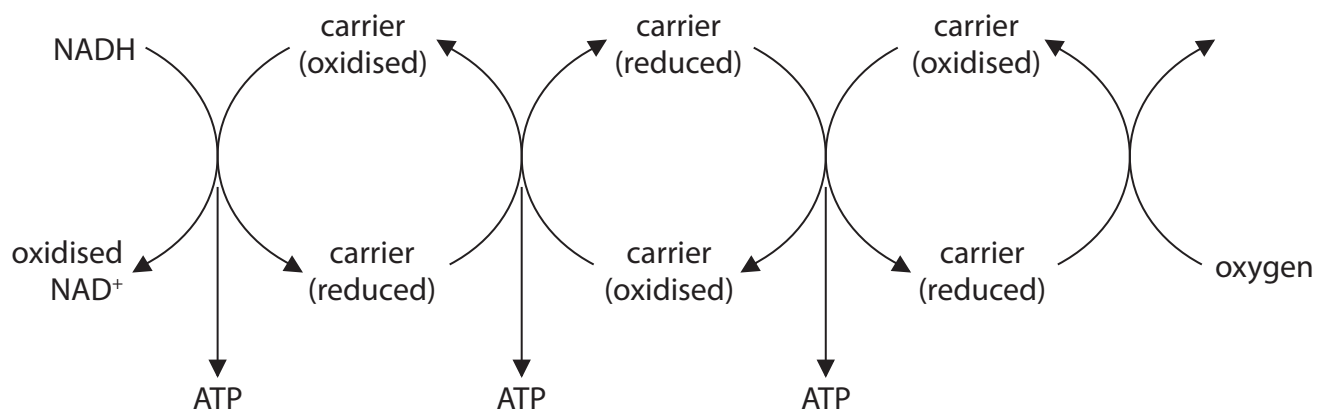 NADH
carrier
(oxidised)
carrier
(reduced)
carrier
(oxidised)
oxidised
NAD⁺
carrier
(reduced)
carrier
(oxidised)
carrier
(reduced)
oxygen
ATP
ATP
ATP